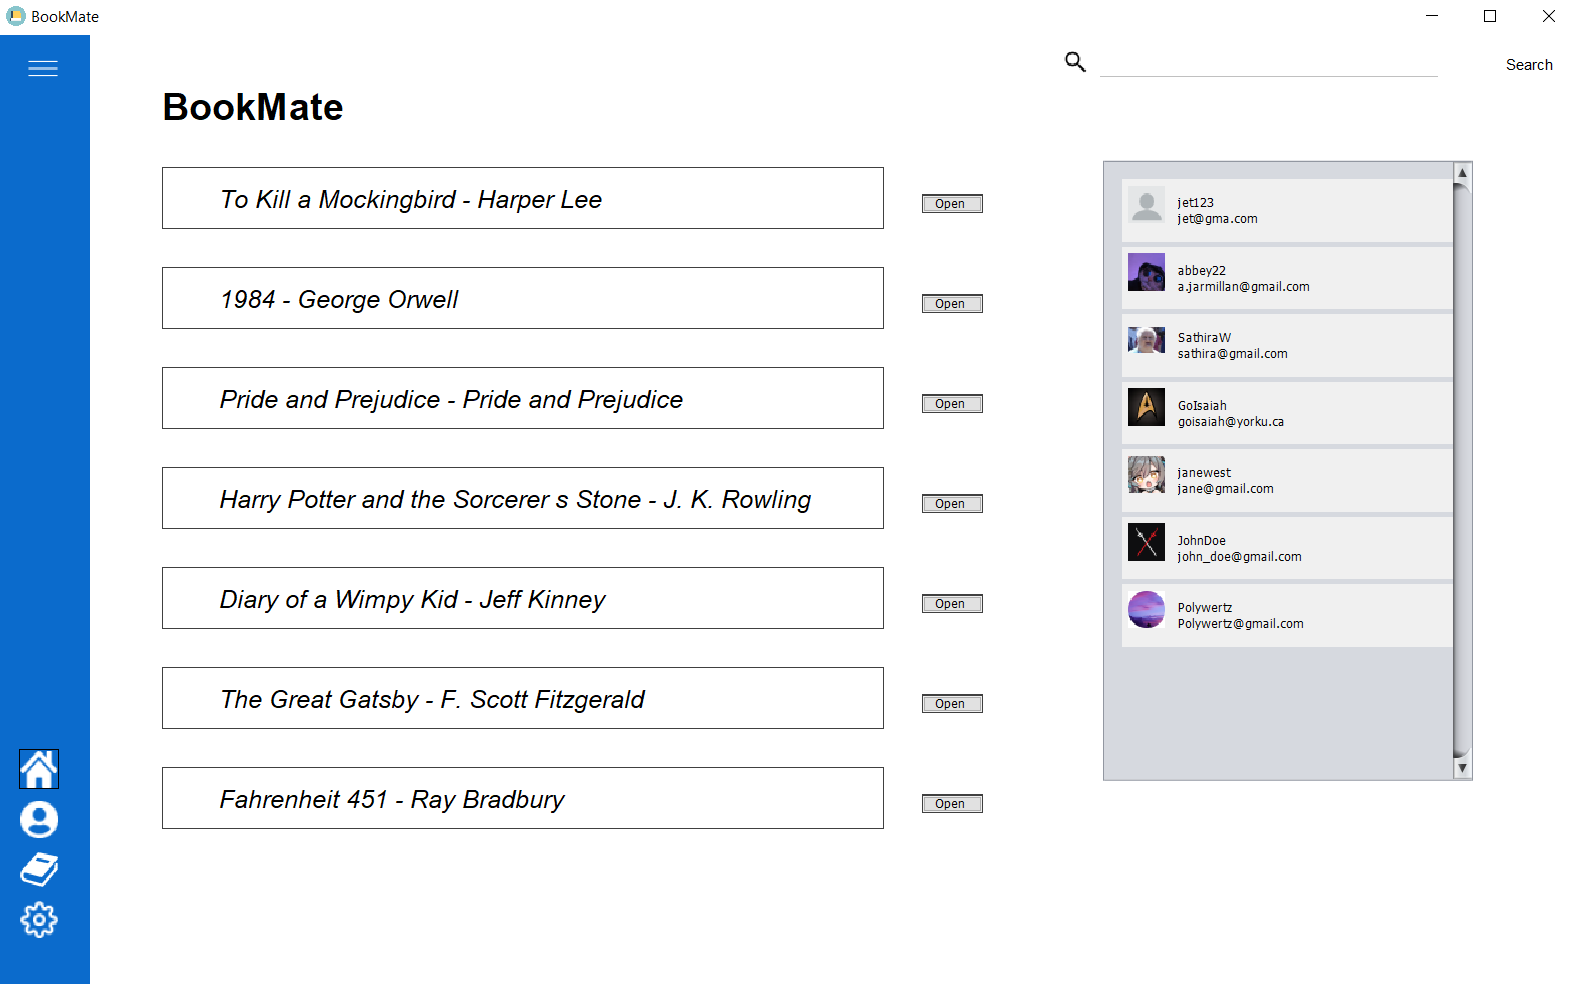 BookMate
Search
BookMate
To Kill a Mockingbird - Harper Lee
Open
1984 - George Orwell
Open
Pride and Prejudice - Pride and Prejudice
Open
Harry Potter and the Sorcerer s Stone - J. K. Rowling
Open
Diary of a Wimpy Kid - Jeff Kinney
Open
The Great Gatsby - F. Scott Fitzgerald
Open
Fahrenheit 451 - Ray Bradbury
Open
jet123
jet@gma.com
abbey22
a.jarmillan@gmail.com
SathiraW
sathira@gmail.com
GoIsaiah
goisaiah@yorku.ca
janewest
jane@gmail.com
JohnDoe
john_doe@gmail.com
Polywertz
Polywertz@gmail.com